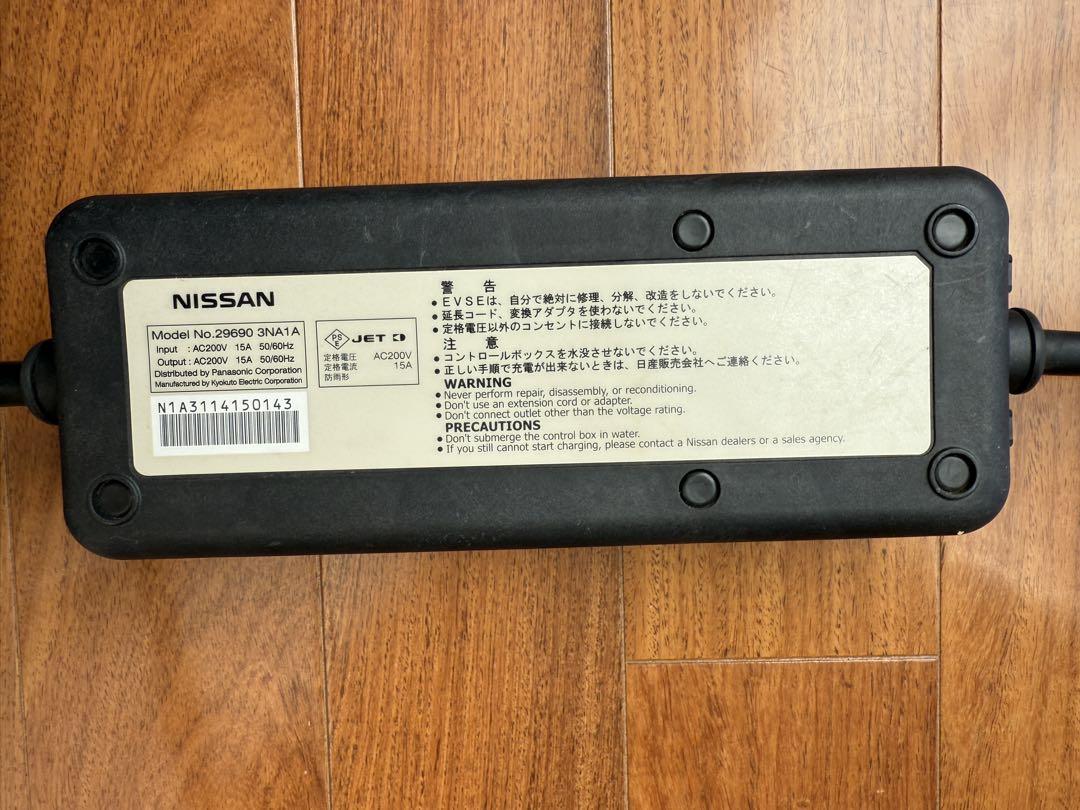 NISSAN
Model No.29690 3NA1A
Input : AC200V 15A 50/60Hz
Output : AC200V 15A 50/60Hz
Distributed by Panasonic Corporation
Manufactured by Kyokuto Electric Corporation
PSE JET
定格電圧 AC200V
定格電流 15A
防雨形
N1A3114150143
警 告
● EVSEは、自分で絶対に修理、分解、改造をしないでください。
● 延長コード、変換アダプタを使わないでください。
● 定格電圧以外のコンセントに接続しないでください。
注 意
● コントロールボックスを水没させないでください。
● 正しい手順で充電が出来ないときは、日産販売会社へご連絡ください。
WARNING
● Never perform repair, disassembly, or reconditioning.
● Don't use an extension cord or adapter.
● Don't connect outlet other than the voltage rating.
PRECAUTIONS
● Don't submerge the control box in water.
● If you still cannot start charging, please contact a Nissan dealers or a sales agency.